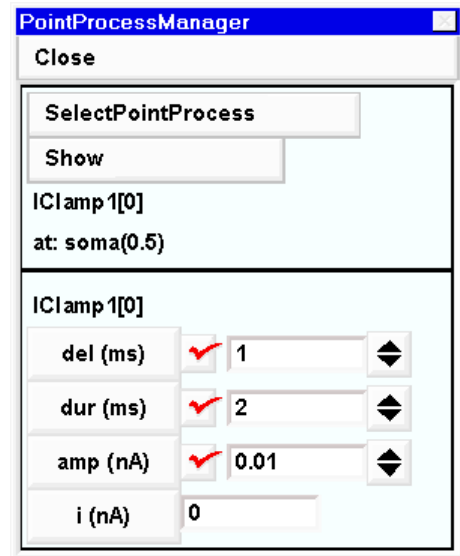 PointProcessManager
Close
SelectPointProcess
Show
IClamp1[0]
at: soma(0.5)
IClamp1[0]
del (ms) 1
dur (ms) 2
amp (nA) 0.01
i (nA) 0